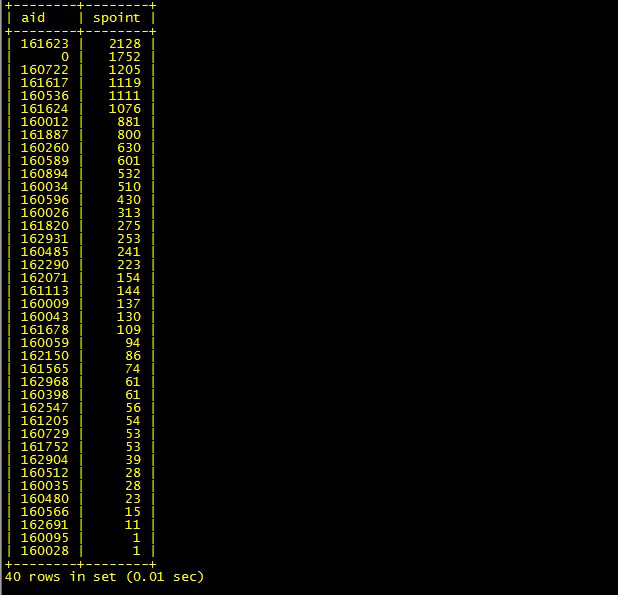 +--------+--------+
| aid    | spoint |
+--------+--------+
| 161623 |   2128 |
|      0 |   1752 |
| 160722 |   1205 |
| 161617 |   1119 |
| 160536 |   1111 |
| 161624 |   1076 |
| 160012 |    881 |
| 161887 |    800 |
| 160260 |    630 |
| 160589 |    601 |
| 160894 |    532 |
| 160034 |    510 |
| 160596 |    430 |
| 160026 |    313 |
| 161820 |    275 |
| 162931 |    253 |
| 160485 |    241 |
| 162290 |    223 |
| 162071 |    154 |
| 161113 |    144 |
| 160009 |    137 |
| 160043 |    130 |
| 161678 |    109 |
| 160059 |     94 |
| 162150 |     86 |
| 161565 |     74 |
| 162968 |     61 |
| 160398 |     61 |
| 162547 |     56 |
| 161205 |     54 |
| 160729 |     53 |
| 161752 |     53 |
| 162904 |     39 |
| 160512 |     28 |
| 160035 |     28 |
| 160480 |     23 |
| 160566 |     15 |
| 162691 |     11 |
| 160095 |      1 |
| 160028 |      1 |
+--------+--------+
40 rows in set (0.01 sec)